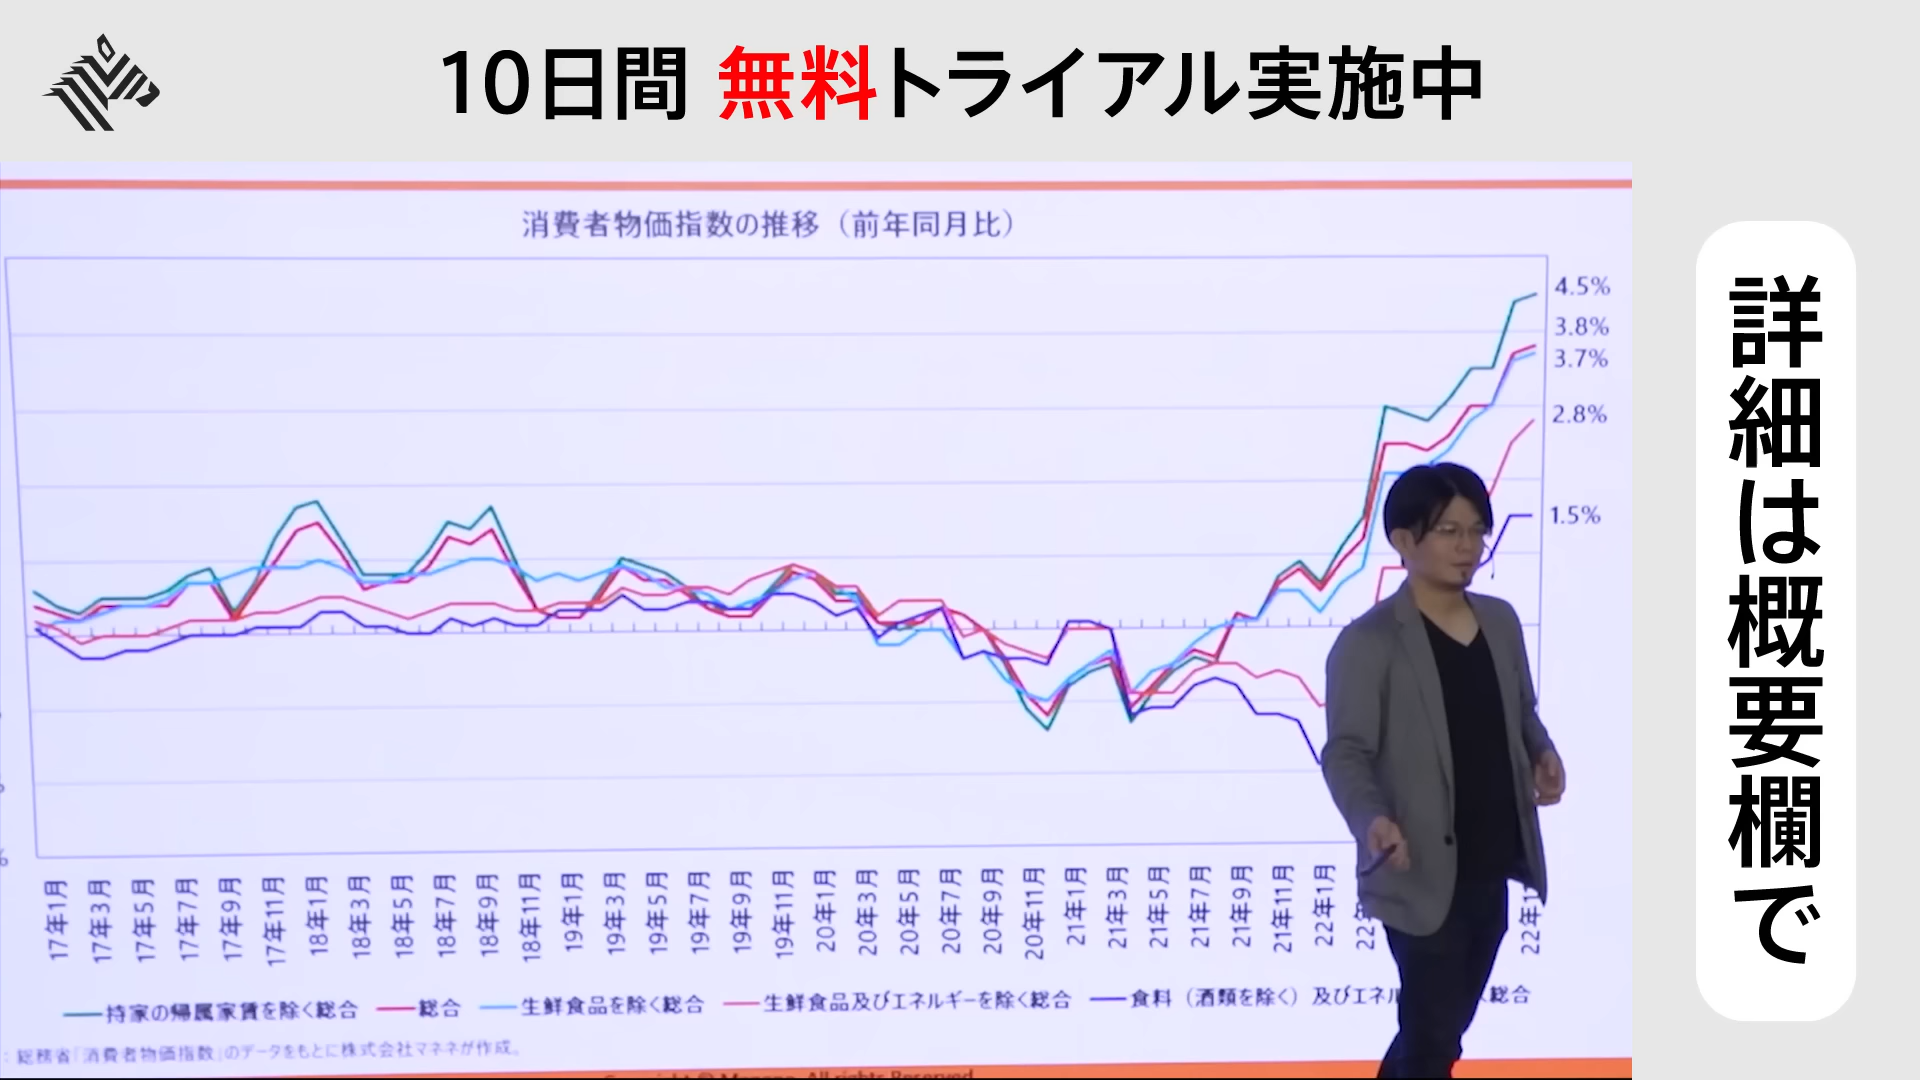 10日間 無料トライアル実施中
詳細は概要欄で
消費者物価指数の推移（前年同月比）
4.5%
3.8%
3.7%
2.8%
1.5%
17年1月
17年3月
17年5月
17年7月
17年9月
17年11月
18年1月
18年3月
18年5月
18年7月
18年9月
18年11月
19年1月
19年3月
19年5月
19年7月
19年9月
19年11月
20年1月
20年3月
20年5月
20年7月
20年9月
20年11月
21年1月
21年3月
21年5月
21年7月
21年9月
21年11月
22年1月
22年
22年1
持家の帰属家賃を除く総合
総合
生鮮食品を除く総合
生鮮食品及びエネルギーを除く総合
食料（酒類を除く）及びエネル く総合
：総務省「消費者物価指数」のデータをもとに株式会社マネネが作成。
All rights Reserved